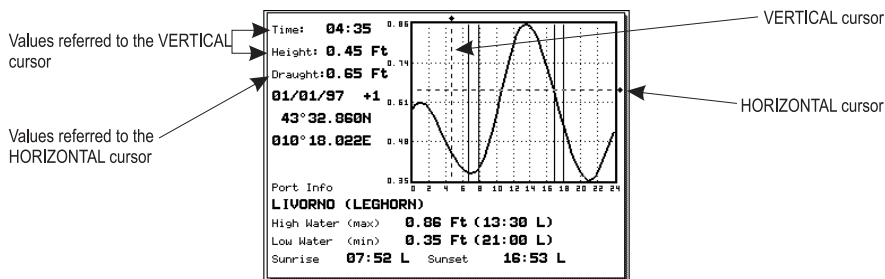 Values referred to the VERTICAL
cursor
Values referred to the
HORIZONTAL cursor
Time: 04:35
Height: 0.45 Ft
Draught: 0.65 Ft
01/01/97 +1
43°32.860N
010°18.022E
0.86
0.74
0.61
0.48
0.35
0 2 4 6 8 10 12 14 16 18 20 22 24
Port Info
LIVORNO (LEGHORN)
High Water (max) 0.86 Ft (13:30 L)
Low Water (min) 0.35 Ft (21:00 L)
Sunrise 07:52 L Sunset 16:53 L
VERTICAL cursor
HORIZONTAL cursor